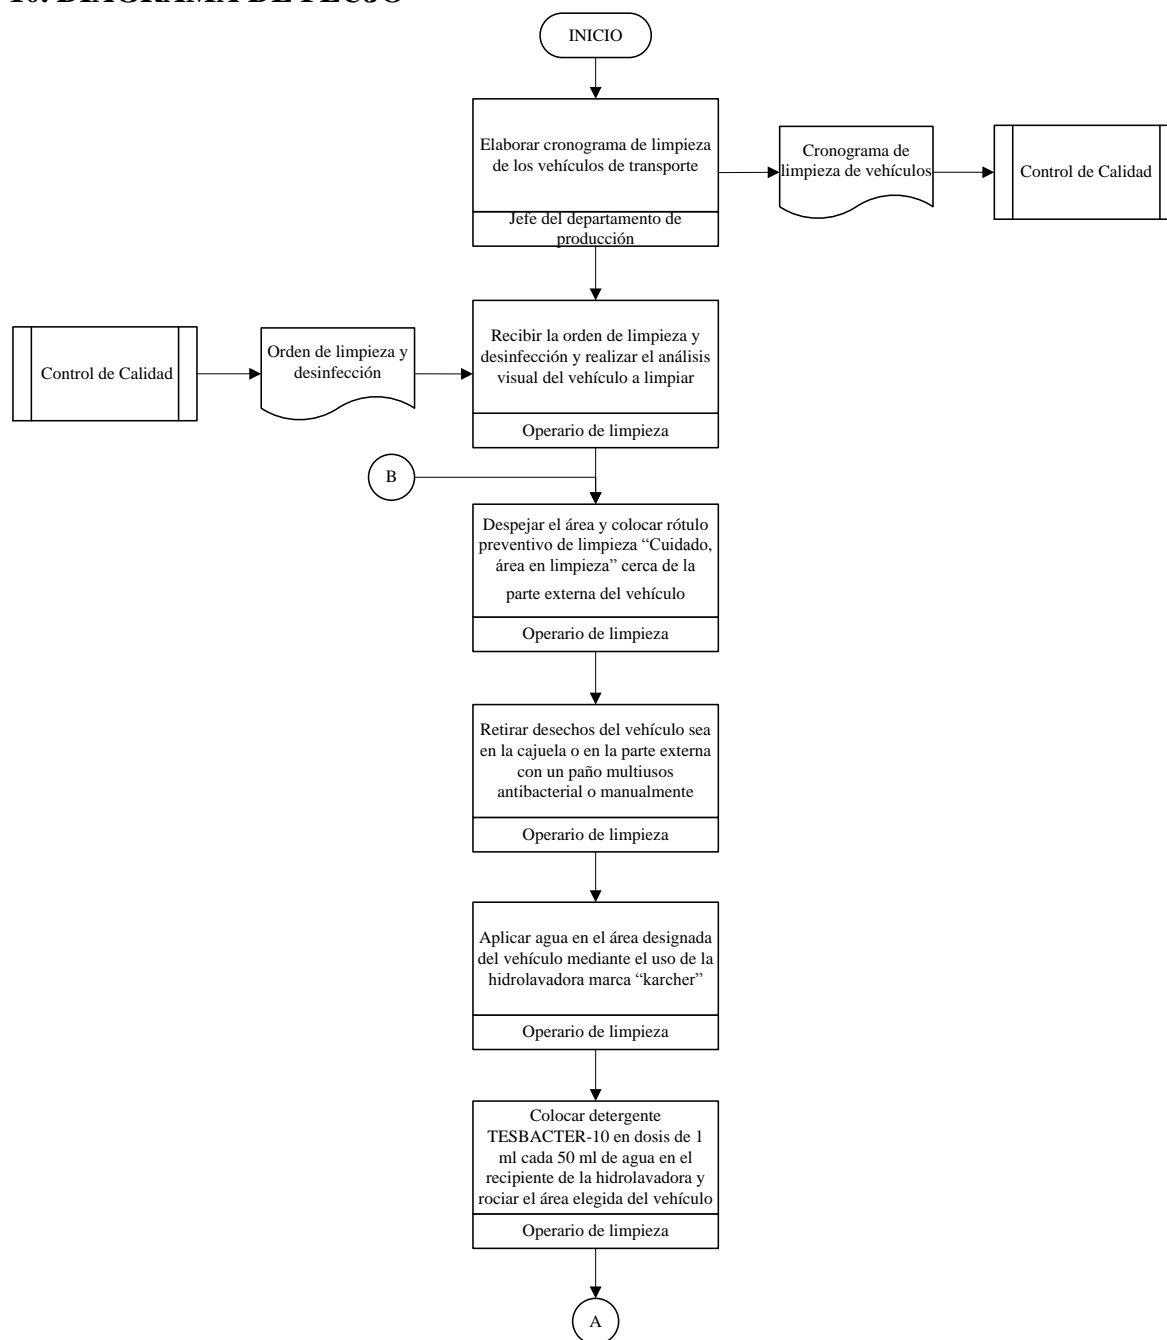 10. DIAGRAMA DE FLUJO
INICIO
Elaborar cronograma de limpieza
de los vehículos de transporte
Jefe del departamento de
producción
Cronograma de
limpieza de vehículos
Control de Calidad
Control de Calidad
Orden de limpieza y
desinfección
Recibir la orden de limpieza y
desinfección y realizar el análisis
visual del vehículo a limpiar
Operario de limpieza
B
Despejar el área y colocar rótulo
preventivo de limpieza “Cuidado,
área en limpieza” cerca de la
parte externa del vehículo
Operario de limpieza
Retirar desechos del vehículo sea
en la cajuela o en la parte externa
con un paño multiusos
antibacterial o manualmente
Operario de limpieza
Aplicar agua en el área designada
del vehículo mediante el uso de la
hidrolavadora marca “karcher”
Operario de limpieza
Colocar detergente
TESBACTER-10 en dosis de 1
ml cada 50 ml de agua en el
recipiente de la hidrolavadora y
rociar el área elegida del vehículo
Operario de limpieza
A